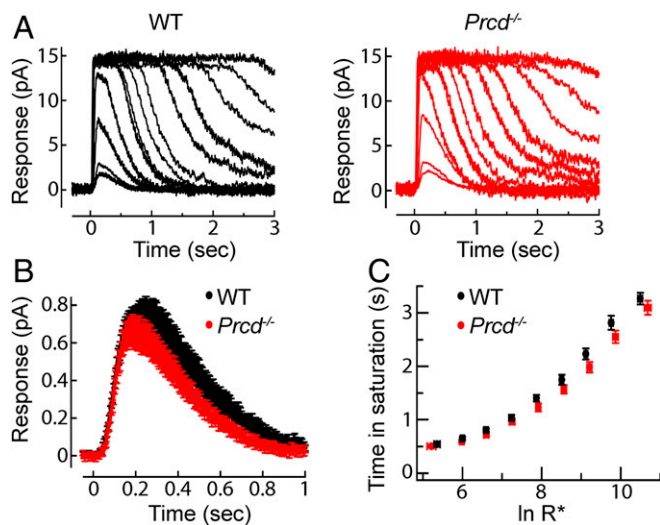 A
WT
Prcd-/-
Response (pA)
15
10
5
0
0 1 2 3
Time (sec)
Response (pA)
15
10
5
0
0 1 2 3
Time (sec)
B
WT
Prcd-/-
Response (pA)
0.8
0.6
0.4
0.2
0
0 0.2 0.4 0.6 0.8 1
Time (sec)
C
WT
Prcd-/-
Time in saturation (s)
3
2
1
0
6 8 10
ln R*